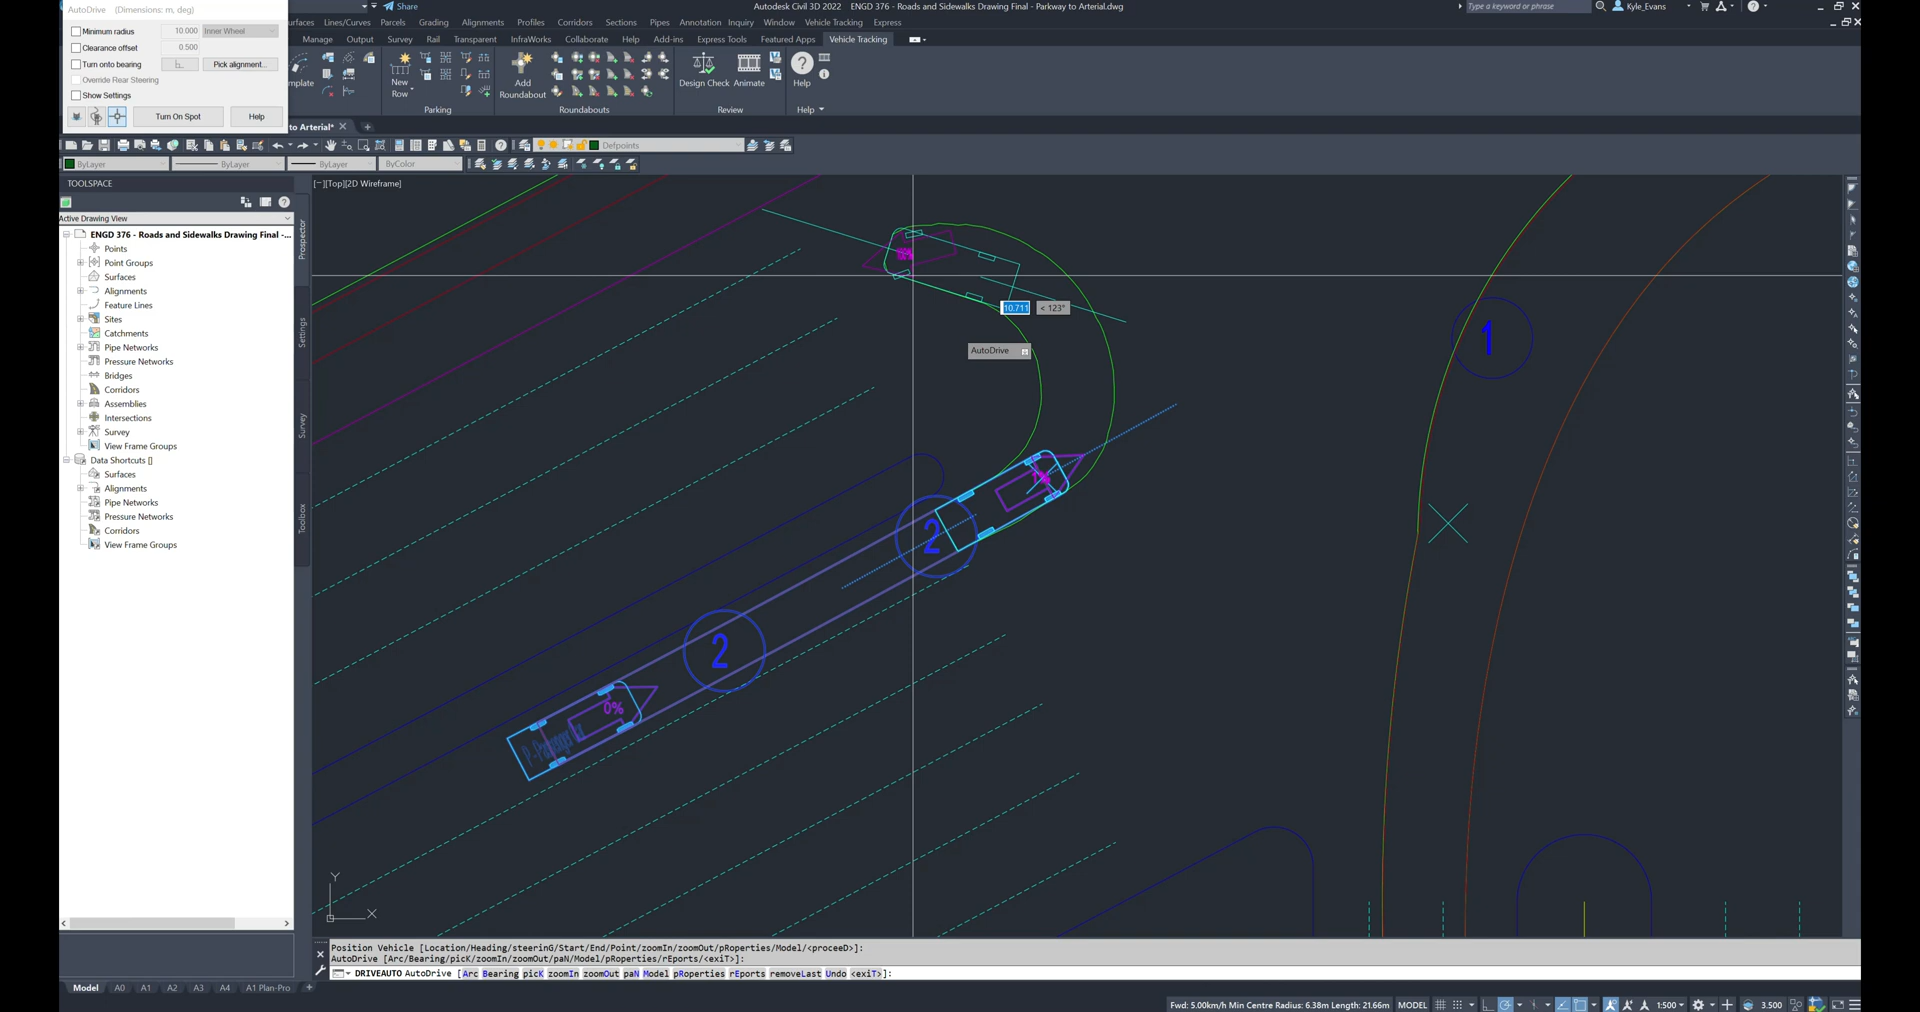 AutoDrive (Dimensions: m, deg)
Share
Autodesk Civil 3D 2022 ENGD 376 - Roads and Sidewalks Drawing Final - Parkway to Arterial.dwg
Type a keyword or phrase
Kyle_Evans
Minimum radius 10.000 Inner Wheel
Clearance offset 0.500
Turn onto bearing Pick alignment...
Override Rear Steering
Show Settings
Turn On Spot Help
urfaces Lines/Curves Parcels Grading Alignments Profiles Corridors Sections Pipes Annotation Inquiry Window Vehicle Tracking Express
Manage Output Survey Rail Transparent InfraWorks Collaborate Help Add-ins Express Tools Featured Apps Vehicle Tracking
mplate
New
Row
Add
Roundabout
Design Check Animate Help
Parking Roundabouts Review Help
to Arterial*
Defpoints
ByLayer ByLayer ByLayer ByColor
TOOLSPACE
[−][Top][2D Wireframe]
Active Drawing View
ENGD 376 - Roads and Sidewalks Drawing Final -...
Points
Point Groups
Surfaces
Alignments
Feature Lines
Sites
Catchments
Pipe Networks
Pressure Networks
Bridges
Corridors
Assemblies
Intersections
Survey
View Frame Groups
Data Shortcuts []
Surfaces
Alignments
Pipe Networks
Pressure Networks
Corridors
View Frame Groups
Prospector
Settings
Survey
Toolbox
10.711 < 123°
AutoDrive
1
2
2
0%
Y
X
Position Vehicle [Location/Heading/steerinG/Start/End/Point/zoomIn/zoomOut/pRoperties/Model/<proceeD>]:
AutoDrive [Arc/Bearing/picK/zoomIn/zoomOut/paN/Model/pRoperties/rEports/<exiT>]:
DRIVEAUTO AutoDrive [Arc Bearing picK zoomIn zoomOut paN Model pRoperties rEports removeLast Undo <exiT>]:
Model A0 A1 A2 A3 A4 A1 Plan-Pro
Fwd: 5.00km/h Min Centre Radius: 6.38m Length: 21.66m MODEL 1:500 3.500